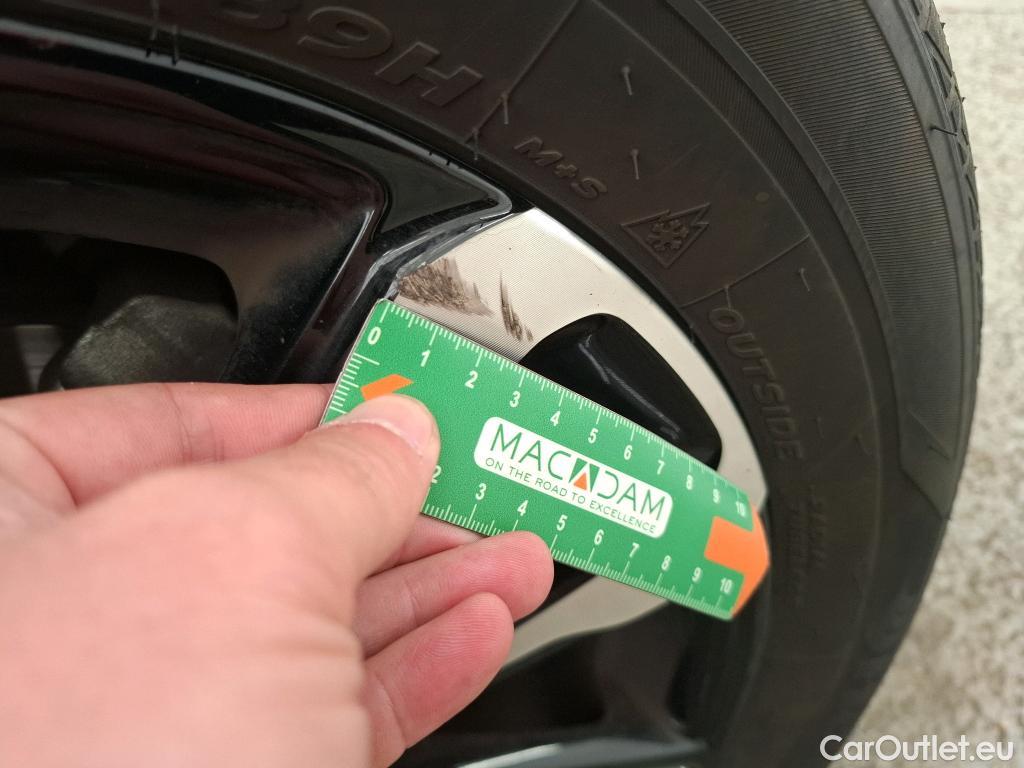 89H
M+S
OUTSIDE
0 1 2 3 4 5 6 7 8 9 10
MACADAM
ON THE ROAD TO EXCELLENCE
2 3 4 5 6 7 8 9 10
CarOutlet.eu